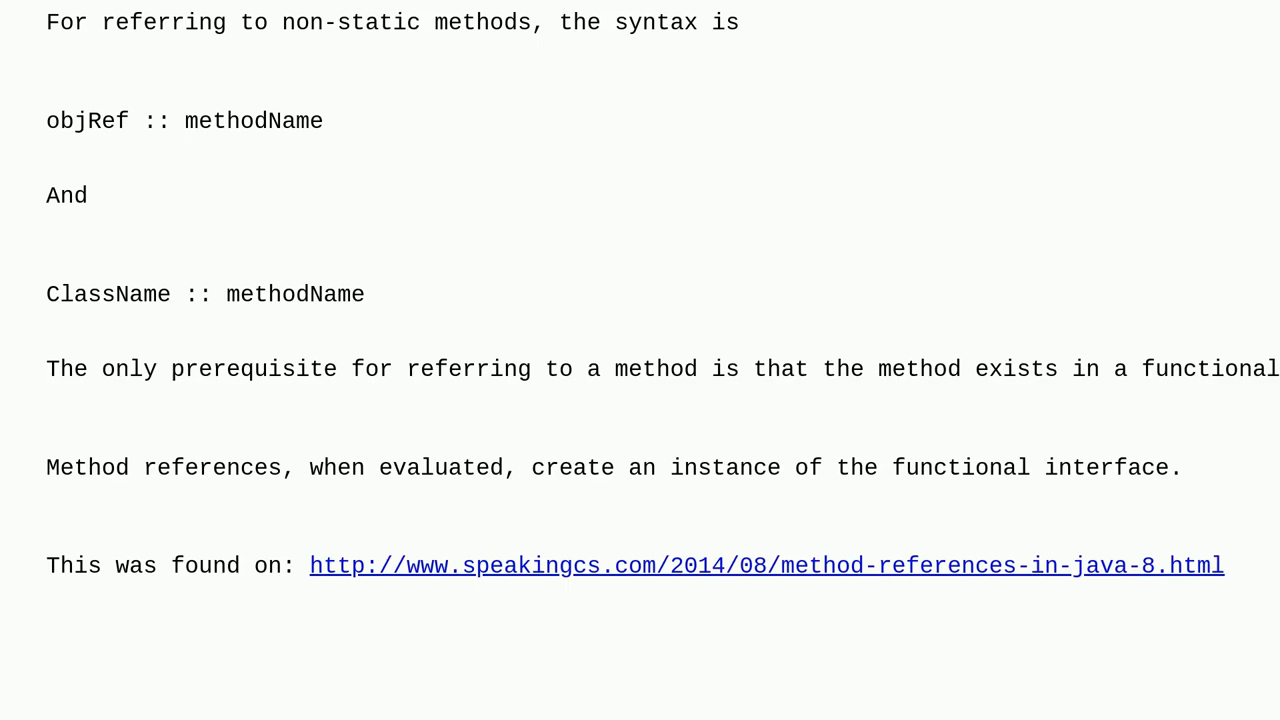 For referring to non-static methods, the syntax is
objRef :: methodName
And
ClassName :: methodName
The only prerequisite for referring to a method is that the method exists in a functional
Method references, when evaluated, create an instance of the functional interface.
This was found on: http://www.speakingcs.com/2014/08/method-references-in-java-8.html